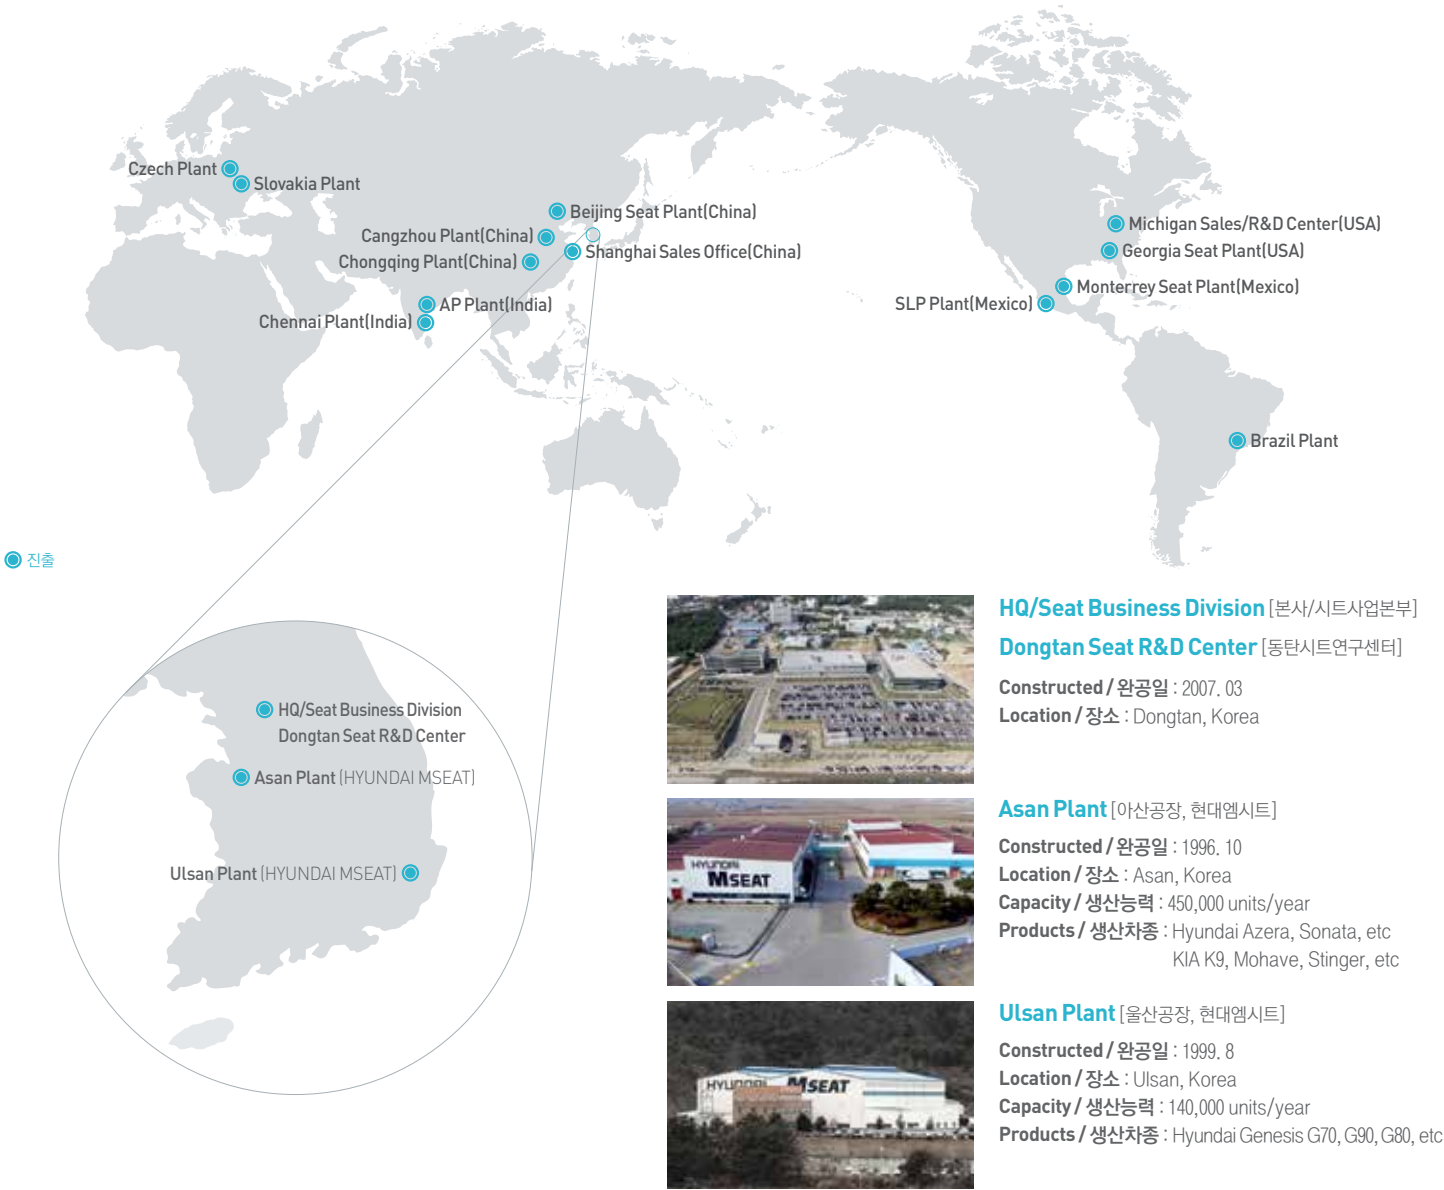 Czech Plant
Slovakia Plant
Beijing Seat Plant(China)
Cangzhou Plant(China)
Shanghai Sales Office(China)
Chongqing Plant(China)
AP Plant(India)
Chennai Plant(India)
Michigan Sales/R&D Center(USA)
Georgia Seat Plant(USA)
Monterrey Seat Plant(Mexico)
SLP Plant(Mexico)
Brazil Plant
진출
HQ/Seat Business Division
Dongtan Seat R&D Center
Asan Plant (HYUNDAI MSEAT)
Ulsan Plant (HYUNDAI MSEAT)
HQ/Seat Business Division [본사/시트사업본부]
Dongtan Seat R&D Center [동탄시트연구센터]
Constructed / 완공일 : 2007. 03
Location / 장소 : Dongtan, Korea
HYUNDAI
MSEAT
Asan Plant [아산공장, 현대엠시트]
Constructed / 완공일 : 1996. 10
Location / 장소 : Asan, Korea
Capacity / 생산능력 : 450,000 units/year
Products / 생산차종 : Hyundai Azera, Sonata, etc
KIA K9, Mohave, Stinger, etc
HYUNDAI MSEAT
Ulsan Plant [울산공장, 현대엠시트]
Constructed / 완공일 : 1999. 8
Location / 장소 : Ulsan, Korea
Capacity / 생산능력 : 140,000 units/year
Products / 생산차종 : Hyundai Genesis G70, G90, G80, etc